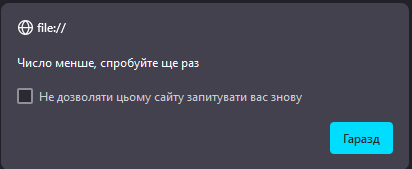 file://
Число менше, спробуйте ще раз
Не дозволяти цьому сайту запитувати вас знову
Гаразд